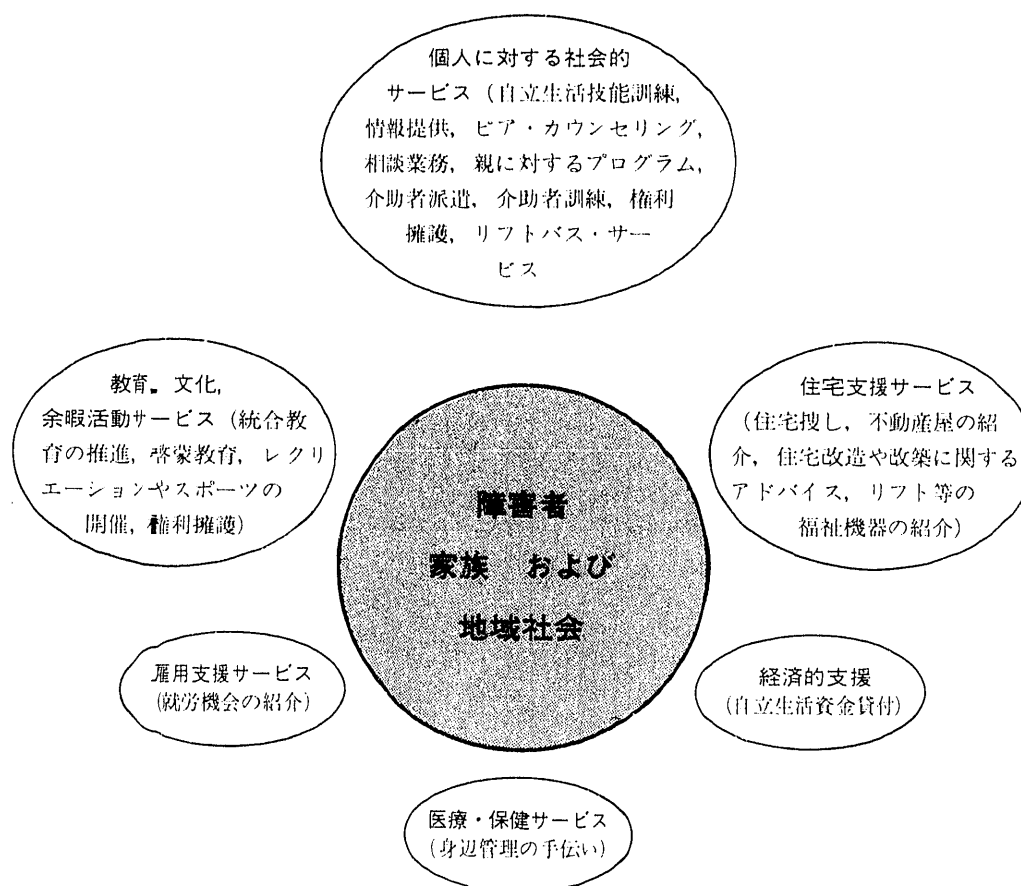 個人に対する社会的
サービス（自立生活技能訓練,
情報提供, ピア・カウンセリング,
相談業務, 親に対するプログラム,
介助者派遣, 介助者訓練, 権利
擁護, リフトバス・サー
ビス
教育. 文化,
余暇活動サービス（統合教
育の推進, 啓蒙教育, レクリ
エーションやスポーツの
開催, 権利擁護）
住宅支援サービス
（住宅捜し, 不動産屋の紹
介, 住宅改造や改築に関する
アドバイス, リフト等の
福祉機器の紹介）
障害者
家族 および
地域社会
雇用支援サービス
(就労機会の紹介)
経済的支援
(自立生活資金貸付)
医療・保健サービス
(身辺管理の手伝い)